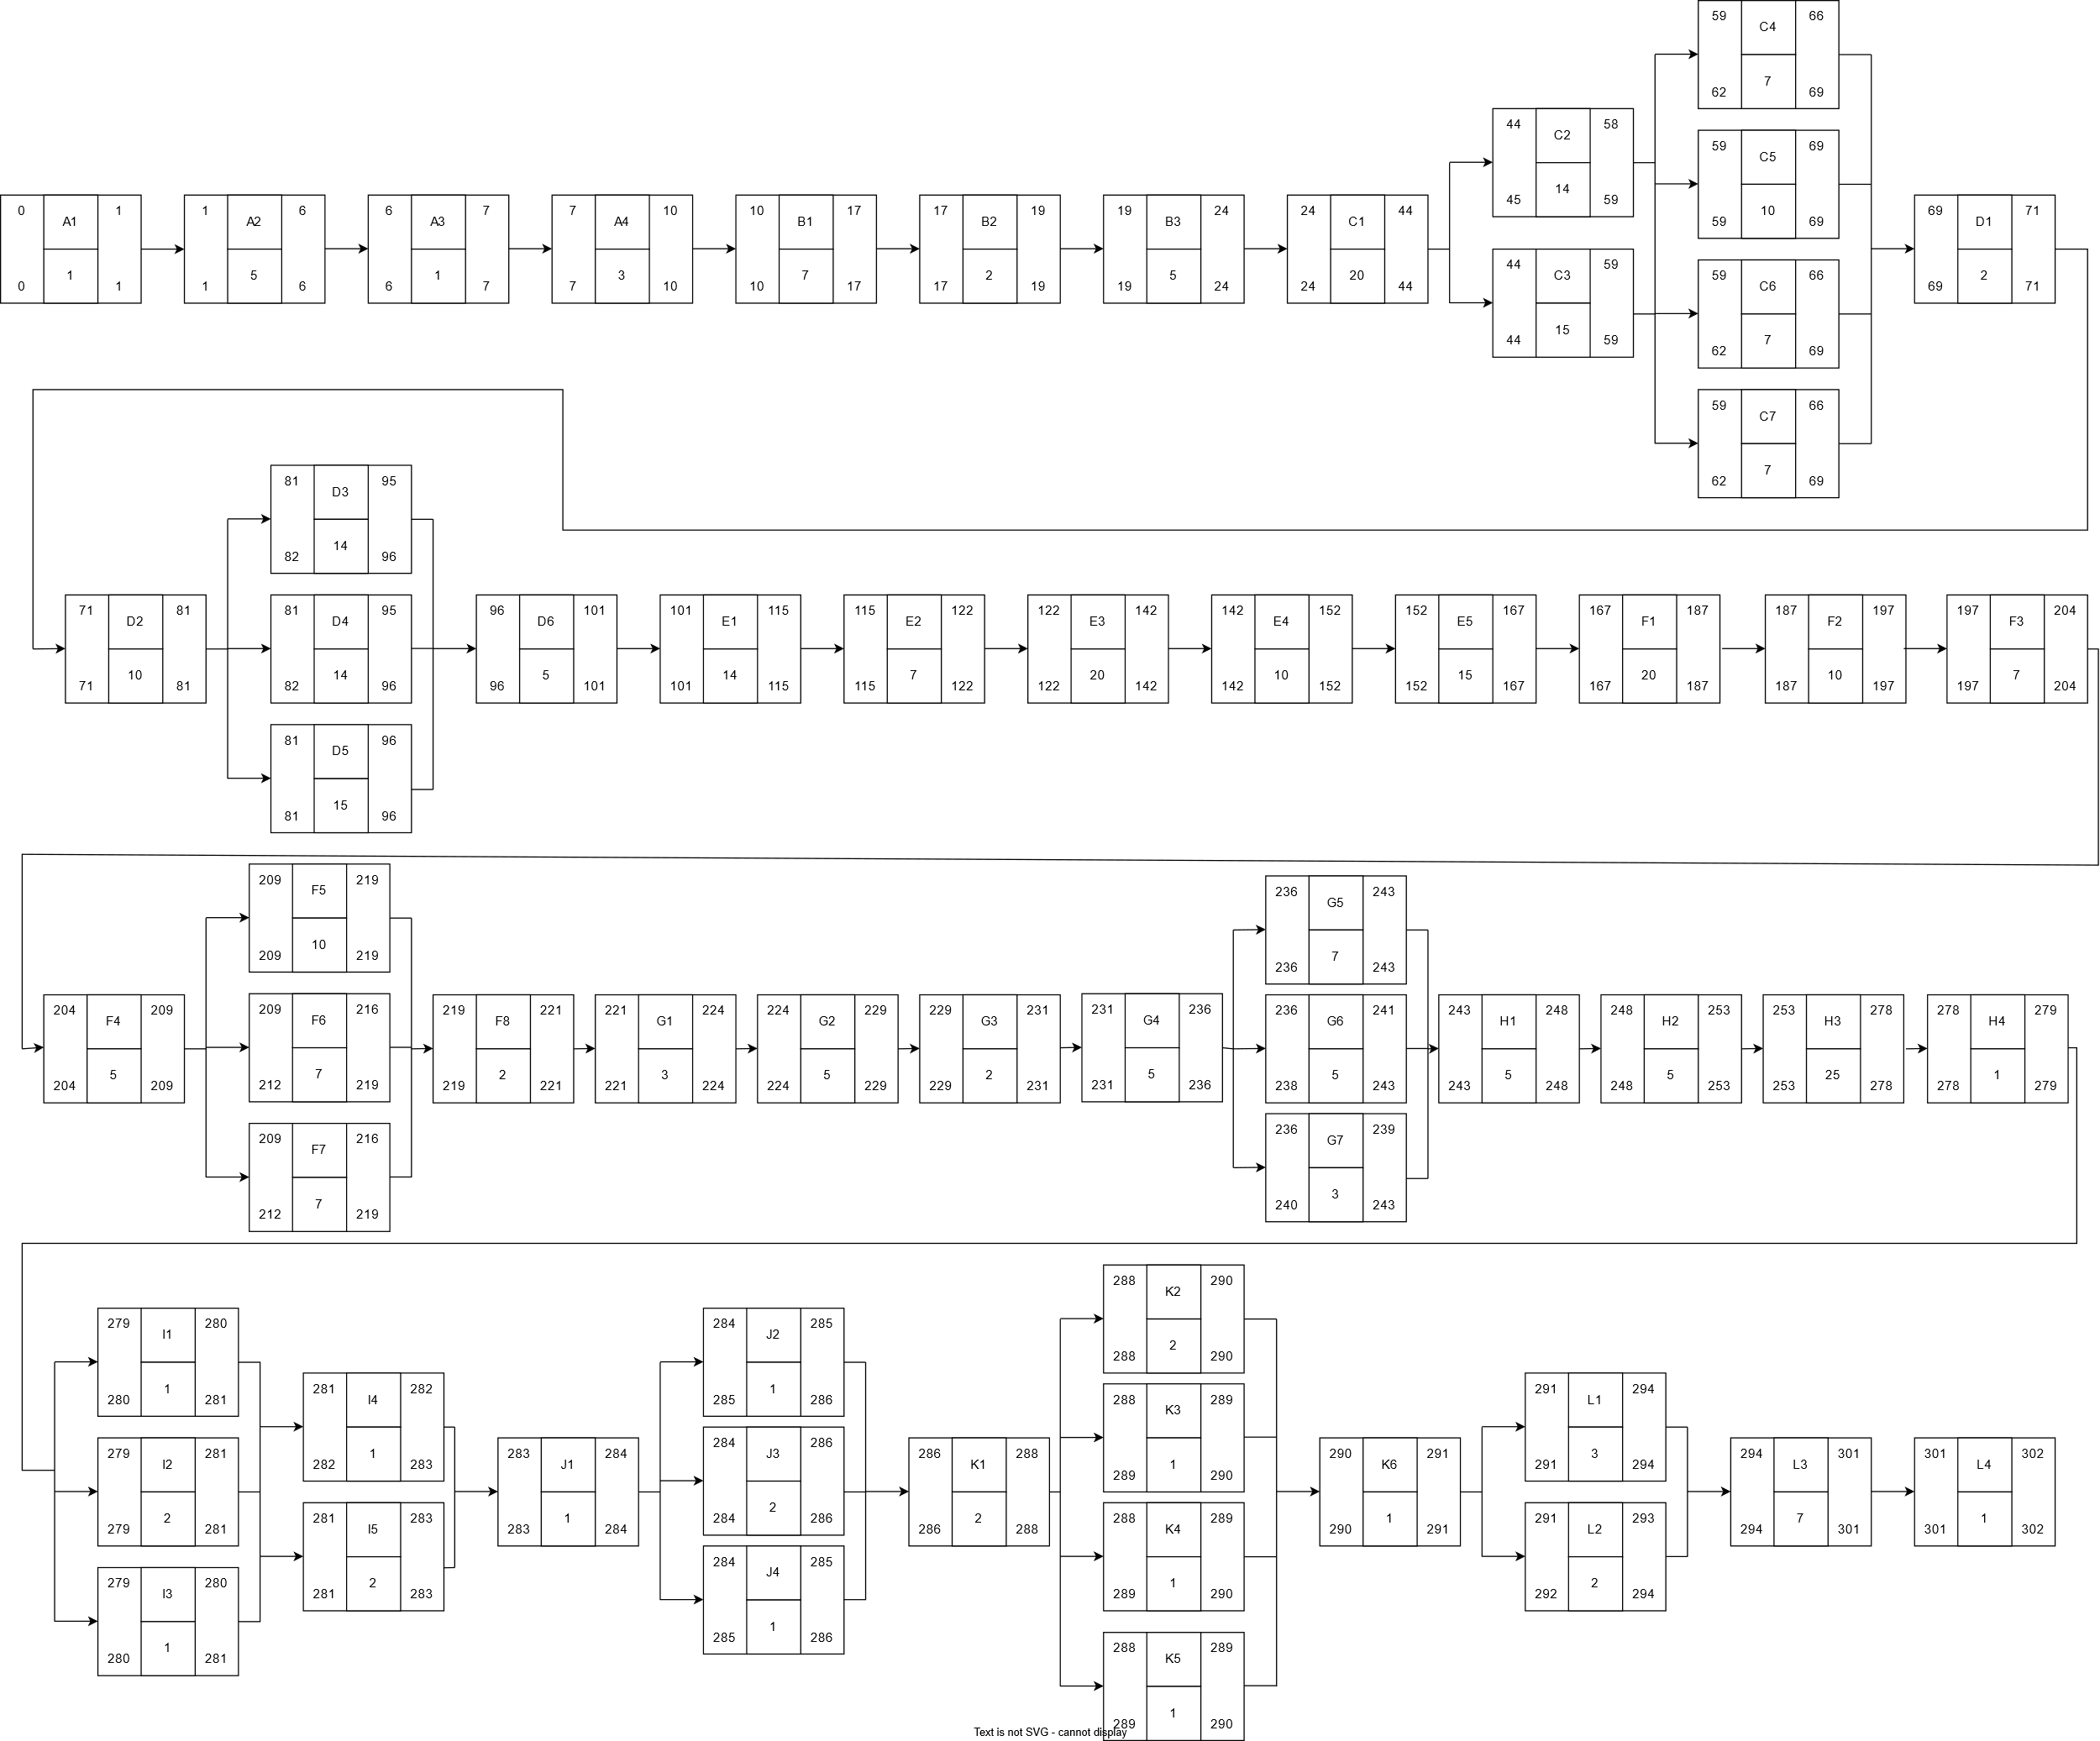 0 A1 1
0 1 1
1 A2 6
1 5 6
6 A3 7
6 1 7
7 A4 10
7 3 10
10 B1 17
10 7 17
17 B2 19
17 2 19
19 B3 24
19 5 24
24 C1 44
24 20 44
44 C2 58
45 14 59
44 C3 59
44 15 59
59 C4 66
62 7 69
59 C5 69
59 10 69
59 C6 66
62 7 69
59 C7 66
62 7 69
69 D1 71
69 2 71
71 D2 81
71 10 81
81 D3 95
82 14 96
81 D4 95
82 14 96
81 D5 96
81 15 96
96 D6 101
96 5 101
101 E1 115
101 14 115
115 E2 122
115 7 122
122 E3 142
122 20 142
142 E4 152
142 10 152
152 E5 167
152 15 167
167 F1 187
167 20 187
187 F2 197
187 10 197
197 F3 204
197 7 204
204 F4 209
204 5 209
209 F5 219
209 10 219
209 F6 216
212 7 219
209 F7 216
212 7 219
219 F8 221
219 2 221
221 G1 224
221 3 224
224 G2 229
224 5 229
229 G3 231
229 2 231
231 G4 236
231 5 236
236 G5 243
236 7 243
236 G6 241
238 5 243
236 G7 239
240 3 243
243 H1 248
243 5 248
248 H2 253
248 5 253
253 H3 278
253 25 278
278 H4 279
278 1 279
279 I1 280
280 1 281
279 I2 281
279 2 281
279 I3 280
280 1 281
281 I4 282
282 1 283
281 I5 283
281 2 283
283 J1 284
283 1 284
284 J2 285
285 1 286
284 J3 286
284 2 286
284 J4 285
285 1 286
286 K1 288
286 2 288
288 K2 290
288 2 290
288 K3 289
289 1 290
288 K4 289
289 1 290
288 K5 289
289 1 290
290 K6 291
290 1 291
291 L1 294
291 3 294
291 L2 293
292 2 294
294 L3 301
294 7 301
301 L4 302
301 1 302
Text is not SVG - cannot display